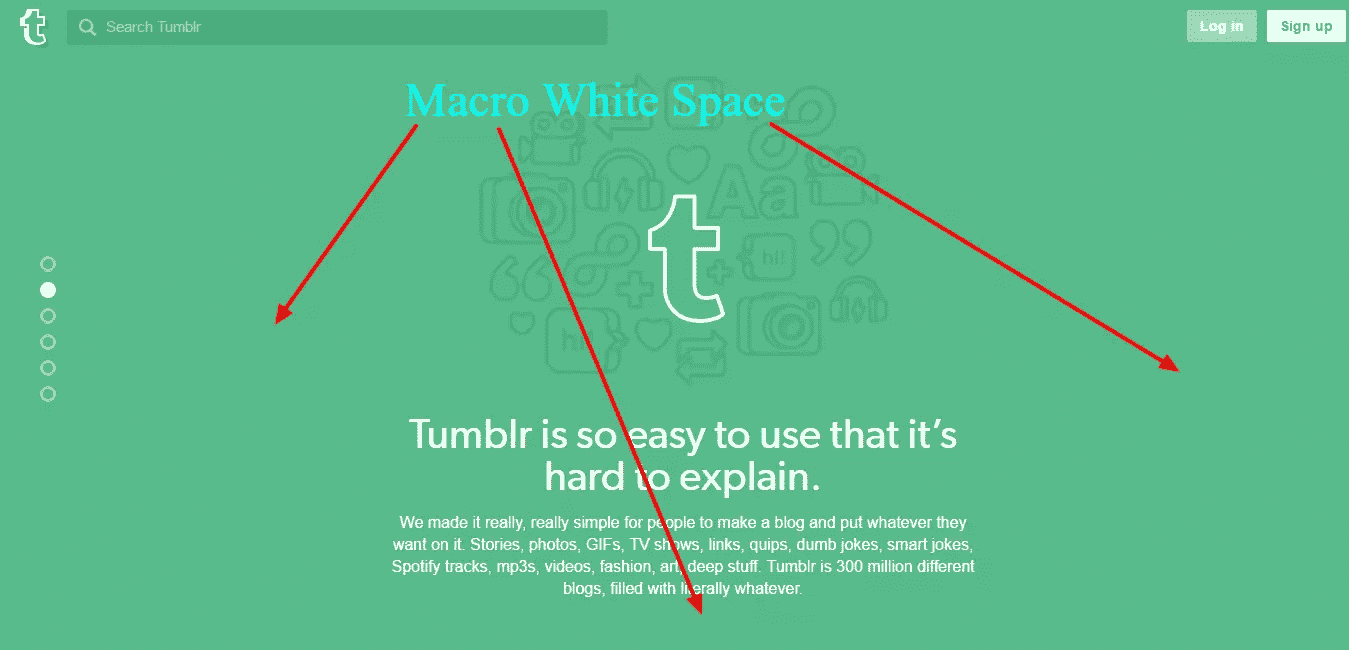 t
Search Tumblr
Log in
Sign up
Macro White Space
Aa
hi!
t
hi!
Tumblr is so easy to use that it's
hard to explain.
We made it really, really simple for people to make a blog and put whatever they
want on it. Stories, photos, GIFs, TV shows, links, quips, dumb jokes, smart jokes,
Spotify tracks, mp3s, videos, fashion, art, deep stuff. Tumblr is 300 million different
blogs, filled with literally whatever.